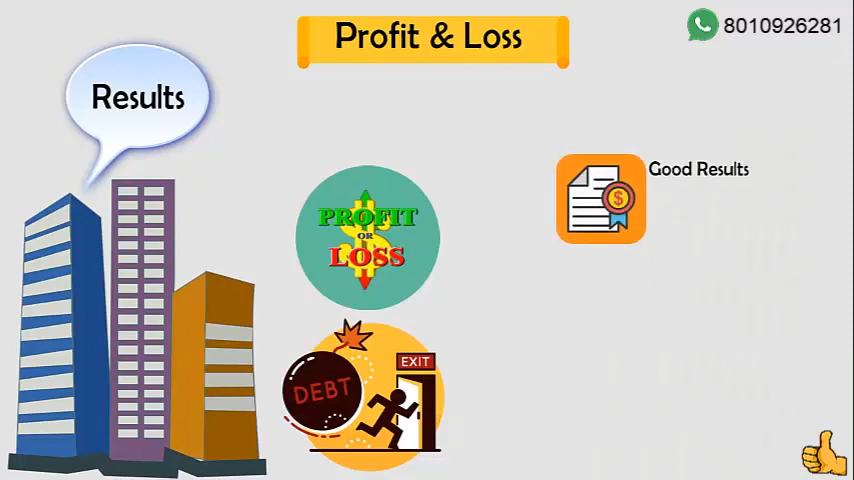 Profit & Loss
8010926281
Results
Good Results
PROFIT
OR
LOSS
EXIT
DEBT